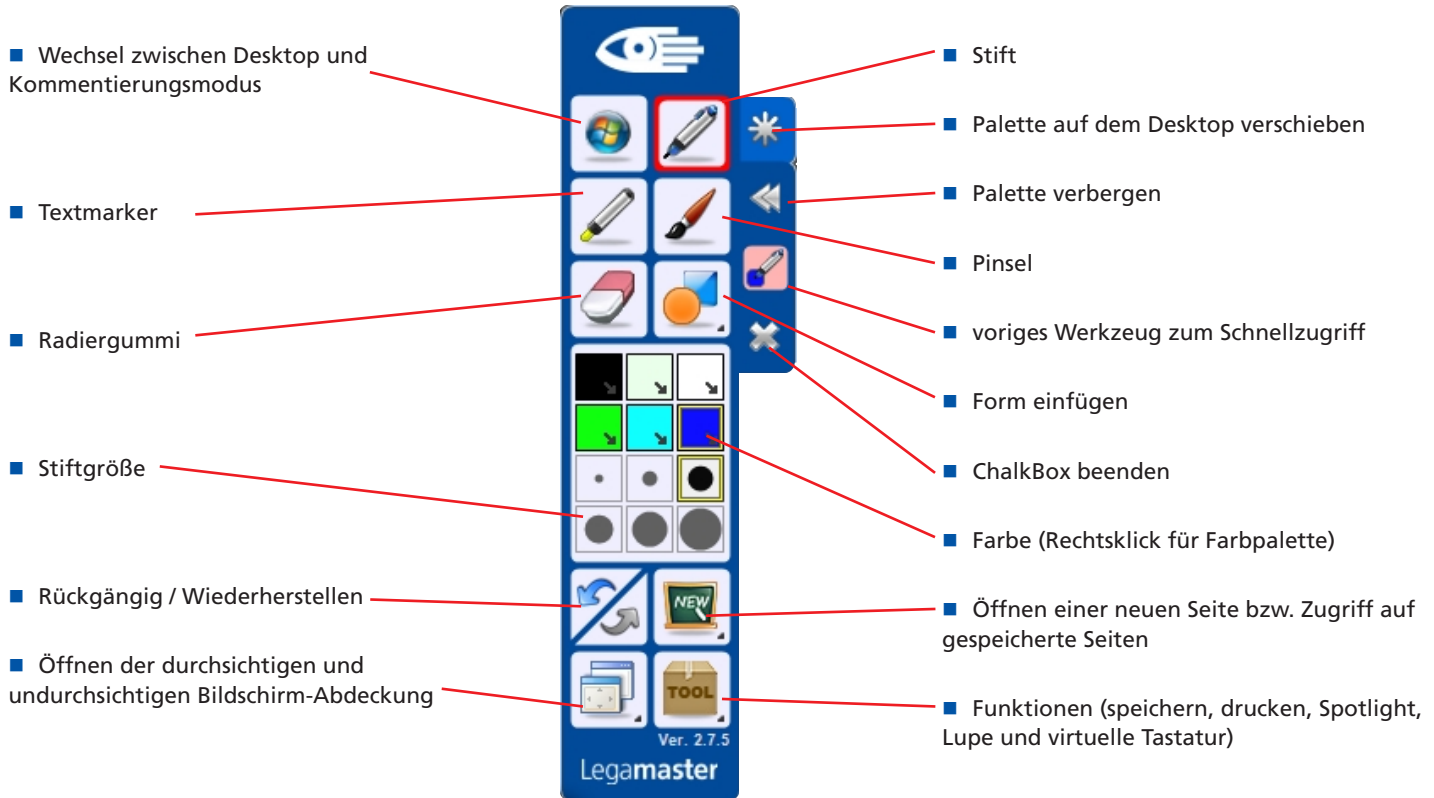 Wechsel zwischen Desktop und
Kommentierungsmodus
Textmarker
Radiergummi
Stiftgröße
Rückgängig / Wiederherstellen
Öffnen der durchsichtigen und
undurchsichtigen Bildschirm-Abdeckung
NEW
TOOL
Ver. 2.7.5
Legamaster
Stift
Palette auf dem Desktop verschieben
Palette verbergen
Pinsel
voriges Werkzeug zum Schnellzugriff
Form einfügen
ChalkBox beenden
Farbe (Rechtsklick für Farbpalette)
Öffnen einer neuen Seite bzw. Zugriff auf
gespeicherte Seiten
Funktionen (speichern, drucken, Spotlight,
Lupe und virtuelle Tastatur)